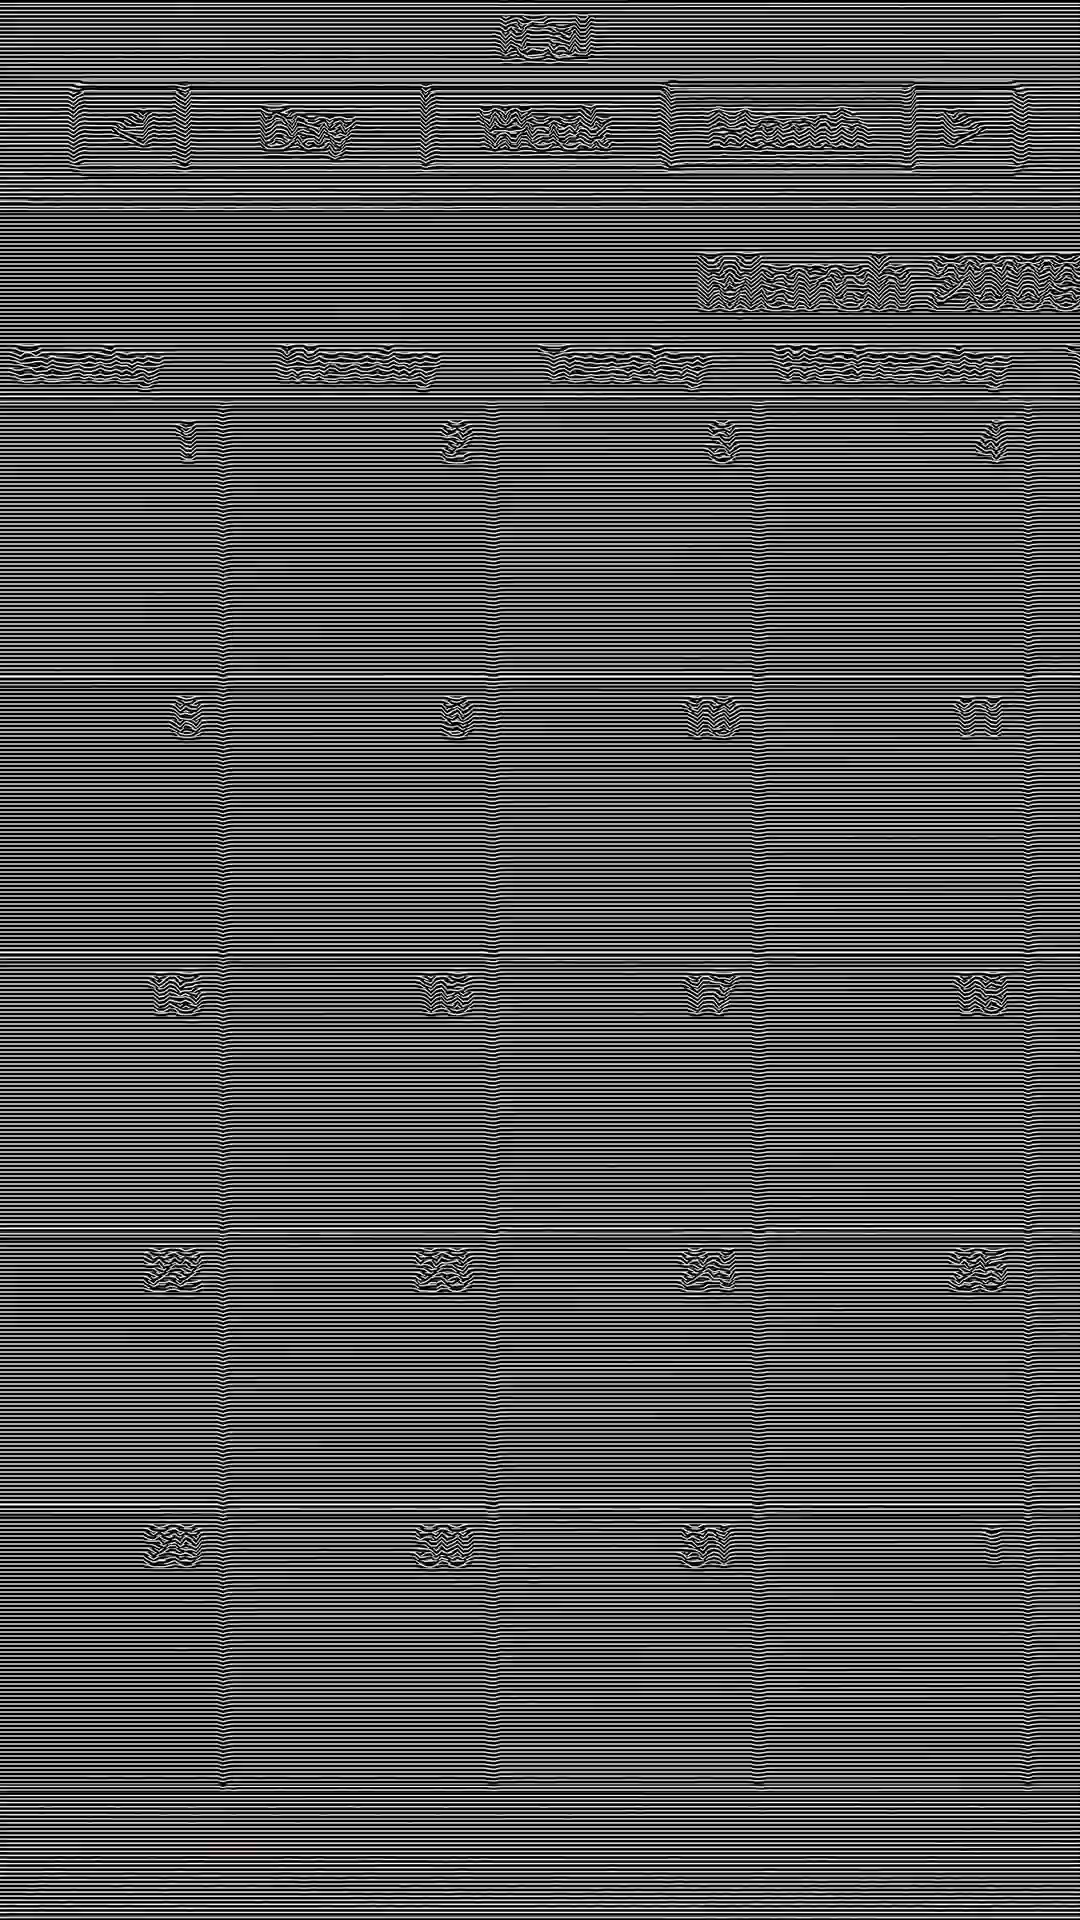 iCal
Day Week Month
March 2009
Sunday Monday Tuesday Wednesday
1 2 3 4
8 9 10 11
15 16 17 18
22 23 24 25
29 30 31 1